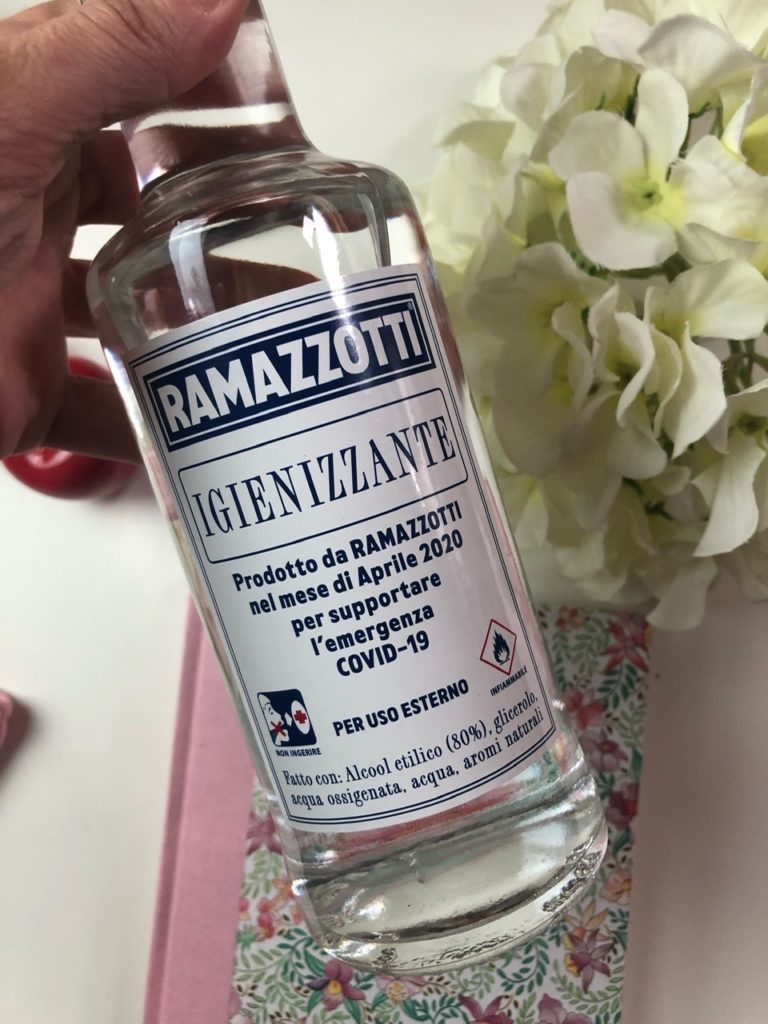 RAMAZZOTTI
IGIENIZZANTE
Prodotto da RAMAZZOTTI
nel mese di Aprile 2020
per supportare
l'emergenza
COVID-19
INFIAMMABILE
PER USO ESTERNO
NON INGERIRE
Fatto con: Alcool etilico (80%), glicerolo,
acqua ossigenata, acqua, aromi naturali